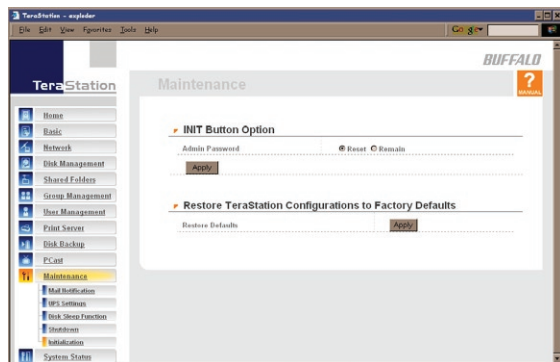 TeraStation - exploder
File Edit View Favorites Tools Help
Google
BUFFALO
TeraStation
Maintenance
?
MANUAL
Home
Basic
Network
Disk Management
Shared Folders
Group Management
User Management
Print Server
Disk Backup
PCast
Maintenance
Mail Notification
UPS Settings
Disk Sleep Function
Shutdown
Initialization
System Status
INIT Button Option
Admin Password Reset Remain
Apply
Restore TeraStation Configurations to Factory Defaults
Restore Defaults Apply